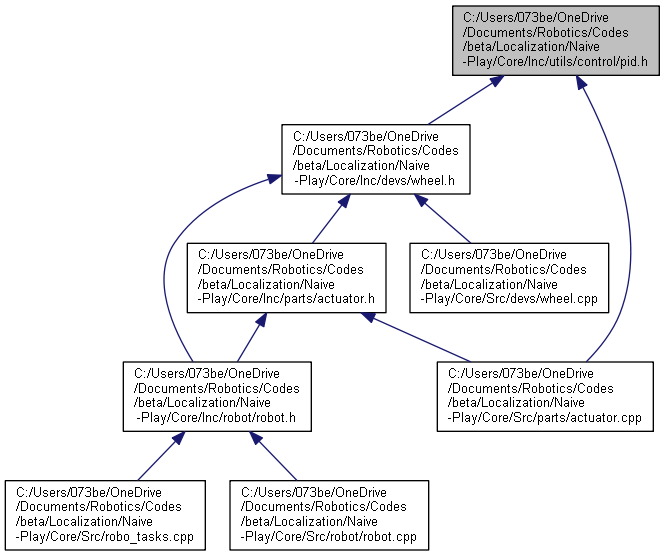 C:/Users/073be/OneDrive
/Documents/Robotics/Codes
/beta/Localization/Naive
-Play/Core/Inc/utils/control/pid.h
C:/Users/073be/OneDrive
/Documents/Robotics/Codes
/beta/Localization/Naive
-Play/Core/Inc/devs/wheel.h
C:/Users/073be/OneDrive
/Documents/Robotics/Codes
/beta/Localization/Naive
-Play/Core/Inc/parts/actuator.h
C:/Users/073be/OneDrive
/Documents/Robotics/Codes
/beta/Localization/Naive
-Play/Core/Src/devs/wheel.cpp
C:/Users/073be/OneDrive
/Documents/Robotics/Codes
/beta/Localization/Naive
-Play/Core/Inc/robot/robot.h
C:/Users/073be/OneDrive
/Documents/Robotics/Codes
/beta/Localization/Naive
-Play/Core/Src/parts/actuator.cpp
C:/Users/073be/OneDrive
/Documents/Robotics/Codes
/beta/Localization/Naive
-Play/Core/Src/robo_tasks.cpp
C:/Users/073be/OneDrive
/Documents/Robotics/Codes
/beta/Localization/Naive
-Play/Core/Src/robot/robot.cpp